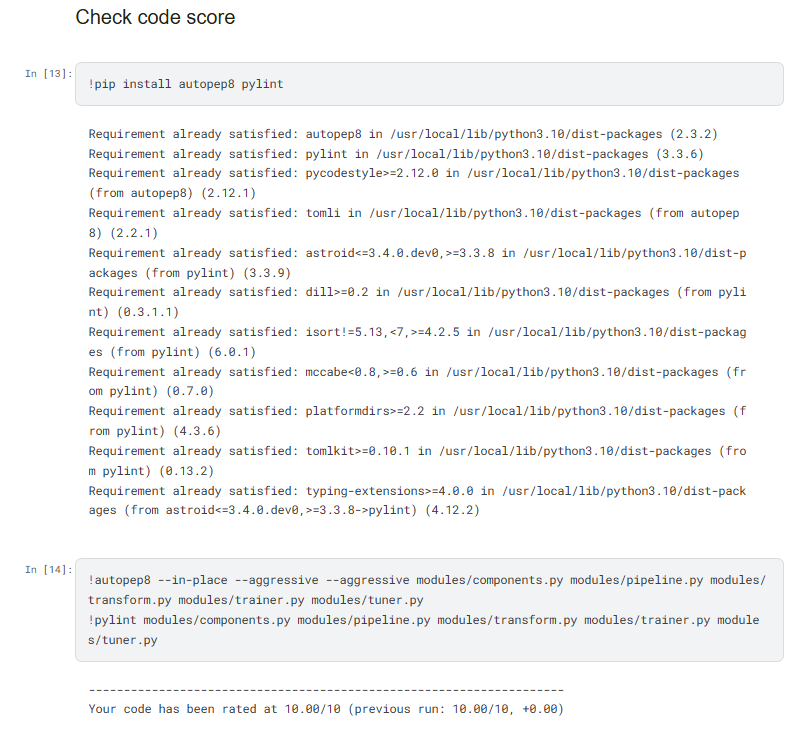 Check code score
In [13]:
!pip install autopep8 pylint
Requirement already satisfied: autopep8 in /usr/local/lib/python3.10/dist-packages (2.3.2)
Requirement already satisfied: pylint in /usr/local/lib/python3.10/dist-packages (3.3.6)
Requirement already satisfied: pycodestyle>=2.12.0 in /usr/local/lib/python3.10/dist-packages
(from autopep8) (2.12.1)
Requirement already satisfied: tomli in /usr/local/lib/python3.10/dist-packages (from autopep
8) (2.2.1)
Requirement already satisfied: astroid<=3.4.0.dev0,>=3.3.8 in /usr/local/lib/python3.10/dist-p
ackages (from pylint) (3.3.9)
Requirement already satisfied: dill>=0.2 in /usr/local/lib/python3.10/dist-packages (from pyli
nt) (0.3.1.1)
Requirement already satisfied: isort!=5.13,<7,>=4.2.5 in /usr/local/lib/python3.10/dist-packag
es (from pylint) (6.0.1)
Requirement already satisfied: mccabe<0.8,>=0.6 in /usr/local/lib/python3.10/dist-packages (fr
om pylint) (0.7.0)
Requirement already satisfied: platformdirs>=2.2 in /usr/local/lib/python3.10/dist-packages (f
rom pylint) (4.3.6)
Requirement already satisfied: tomlkit>=0.10.1 in /usr/local/lib/python3.10/dist-packages (fro
m pylint) (0.13.2)
Requirement already satisfied: typing-extensions>=4.0.0 in /usr/local/lib/python3.10/dist-pack
ages (from astroid<=3.4.0.dev0,>=3.3.8->pylint) (4.12.2)
In [14]:
!autopep8 --in-place --aggressive --aggressive modules/components.py modules/pipeline.py modules/
transform.py modules/trainer.py modules/tuner.py
!pylint modules/components.py modules/pipeline.py modules/transform.py modules/trainer.py module
s/tuner.py
--------------------------------------------------------------------
Your code has been rated at 10.00/10 (previous run: 10.00/10, +0.00)